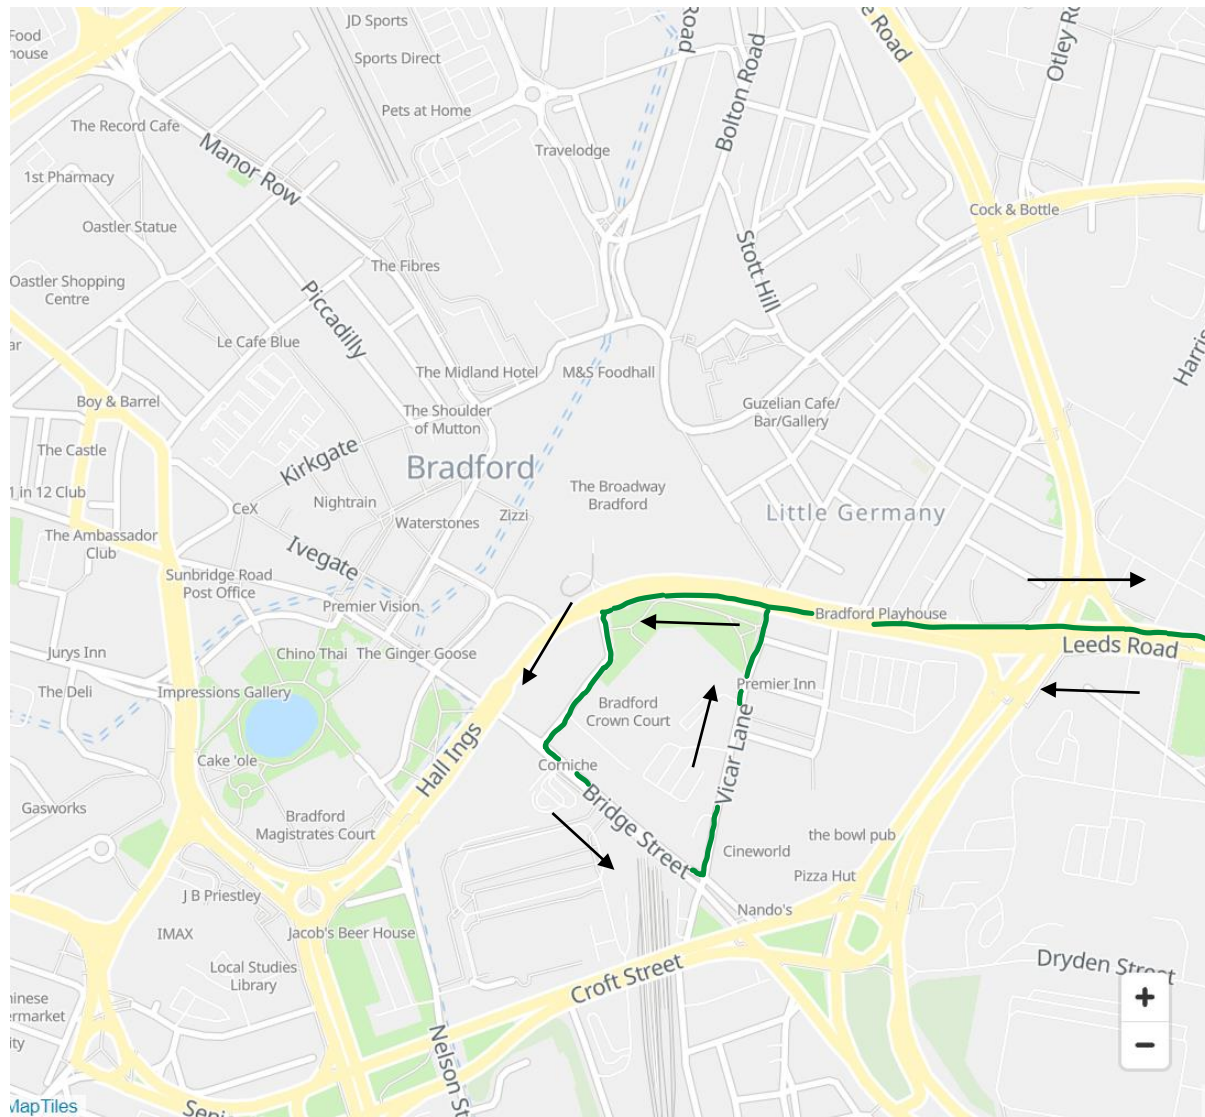 Food
house
JD Sports
Sports Direct
Pets at Home
Travelodge
Road
Bolton Road
e Road
Otley Ro
The Record Cafe
Manor Row
1st Pharmacy
Oastler Statue
Cock & Bottle
The Fibres
Stott Hill
Oastler Shopping
Centre
Piccadilly
Le Cafe Blue
ar
Harris
The Midland Hotel
M&S Foodhall
Boy & Barrel
The Shoulder
of Mutton
Guzelian Cafe/
Bar/Gallery
The Castle
Kirkgate
Bradford
1 in 12 Club
Nightrain
CeX
Waterstones
Zizzi
The Broadway
Bradford
Little Germany
The Ambassador
Club
Ivegate
Sunbridge Road
Post Office
Premier Vision
Bradford Playhouse
Leeds Road
Jurys Inn
Chino Thai
The Ginger Goose
The Deli
Impressions Gallery
Premier Inn
Bradford
Crown Court
Hall Ings
Vicar Lane
Cake 'ole
Corniche
Gasworks
Bradford
Magistrates Court
Bridge Street
the bowl pub
Cineworld
Pizza Hut
J B Priestley
Nando's
IMAX
Jacob's Beer House
Local Studies
Library
Croft Street
Dryden Street
hinese
ermarket
ity
Nelson St
+
−
MapTiles